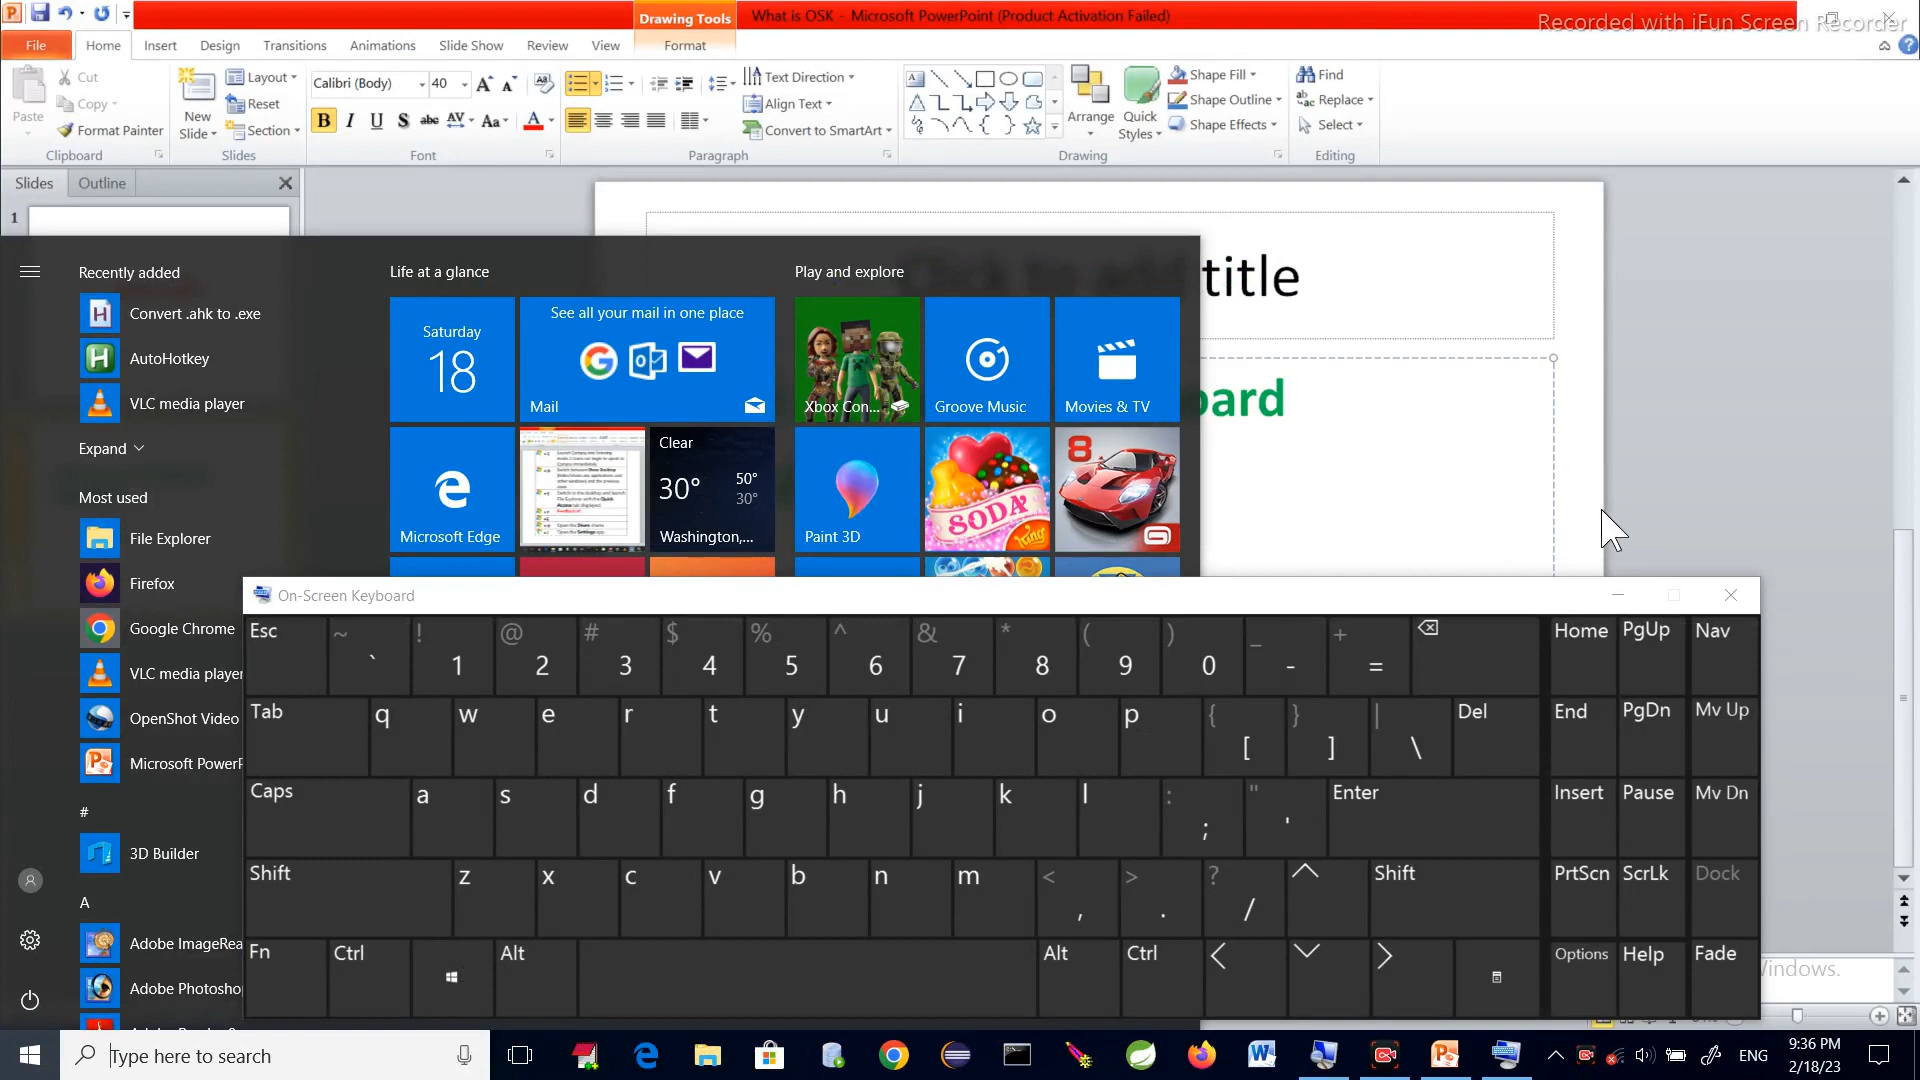 What is OSK - Microsoft PowerPoint (Product Activation Failed)
Drawing Tools
Recorded with iFun Screen Recorder
File Home Insert Design Transitions Animations Slide Show Review View Format
Paste Cut Copy Format Painter Clipboard
New Slide Layout Reset Section Slides
Calibri (Body) 40 Font
B I U S abc AV Aa A
Text Direction Align Text Convert to SmartArt Paragraph
Arrange Quick Styles Shape Fill Shape Outline Shape Effects Drawing
Find Replace Select Editing
Slides Outline
1
title
board
Recently added
Convert .ahk to .exe
AutoHotkey
VLC media player
Expand
Most used
File Explorer
Firefox
Google Chrome
VLC media player
OpenShot Video
Microsoft PowerP
#
3D Builder
A
Adobe ImageRea
Adobe Photosho
Life at a glance
Saturday
18
See all your mail in one place
Mail
Microsoft Edge
Clear
30° 50°
30°
Washington,...
Play and explore
Xbox Con...
Groove Music
Movies & TV
Paint 3D
SODA
King
8
On-Screen Keyboard
Esc ~ ` ! 1 @ 2 # 3 $ 4 % 5 ^ 6 & 7 * 8 ( 9 ) 0 _ - + = Home PgUp Nav
Tab q w e r t y u i o p { [ } ] | \ Del End PgDn Mv Up
Caps a s d f g h j k l : ; " ' Enter Insert Pause Mv Dn
Shift z x c v b n m < , > . ? / Shift PrtScn ScrLk Dock
Fn Ctrl Alt Alt Ctrl Options Help Fade
Windows.
Type here to search
ENG
9:36 PM
2/18/23